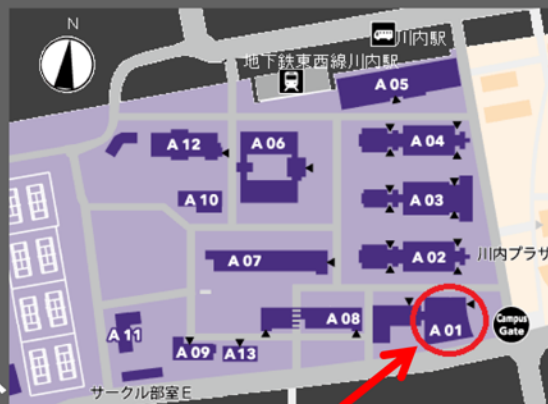 N
川内駅
地下鉄東西線川内駅
A 05
A 12
A 06
A 04
A 10
A 03
A 07
A 02
川内プラザ
A 11
A 08
A 01
Campus
Gate
A 09
A 13
サークル部室E